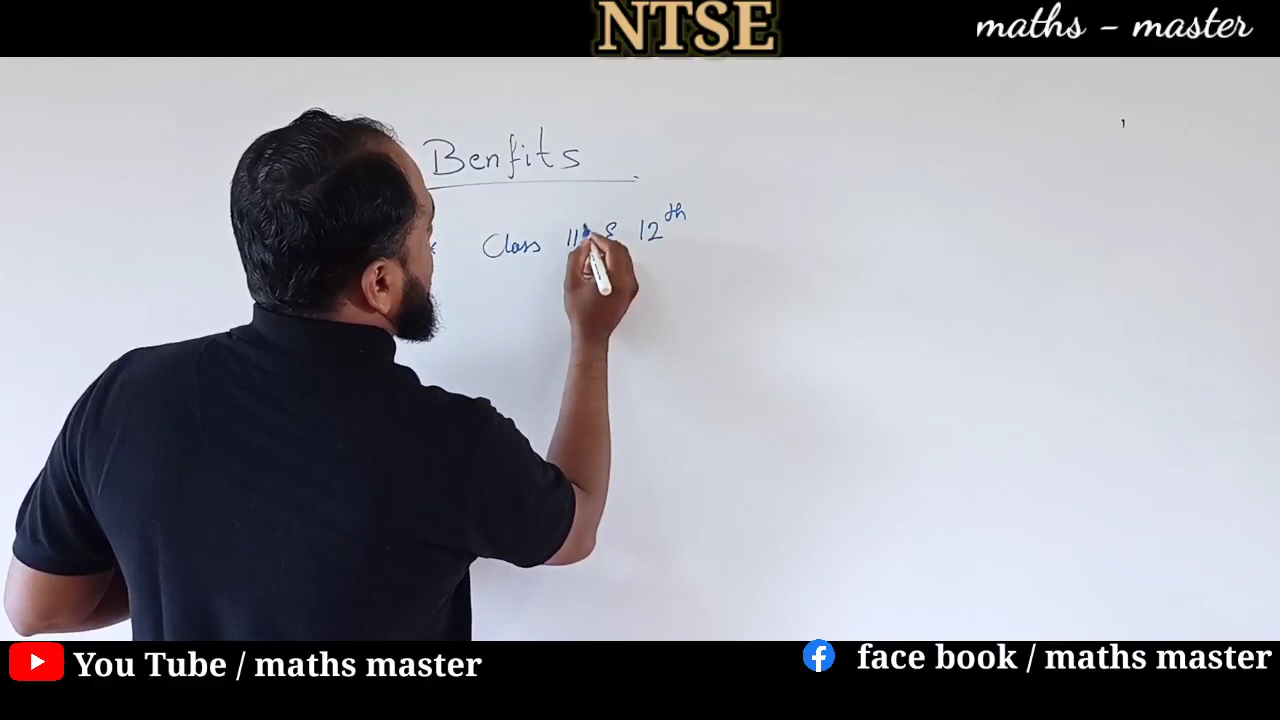 NTSE
maths - master
Benfits
Class 11 & 12th
You Tube / maths master
face book / maths master